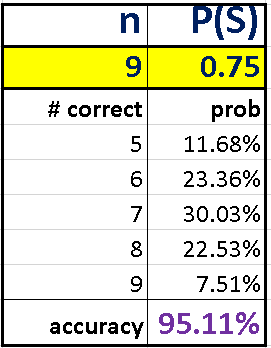 n P(S)
9 0.75
# correct prob
5 11.68%
6 23.36%
7 30.03%
8 22.53%
9 7.51%
accuracy 95.11%